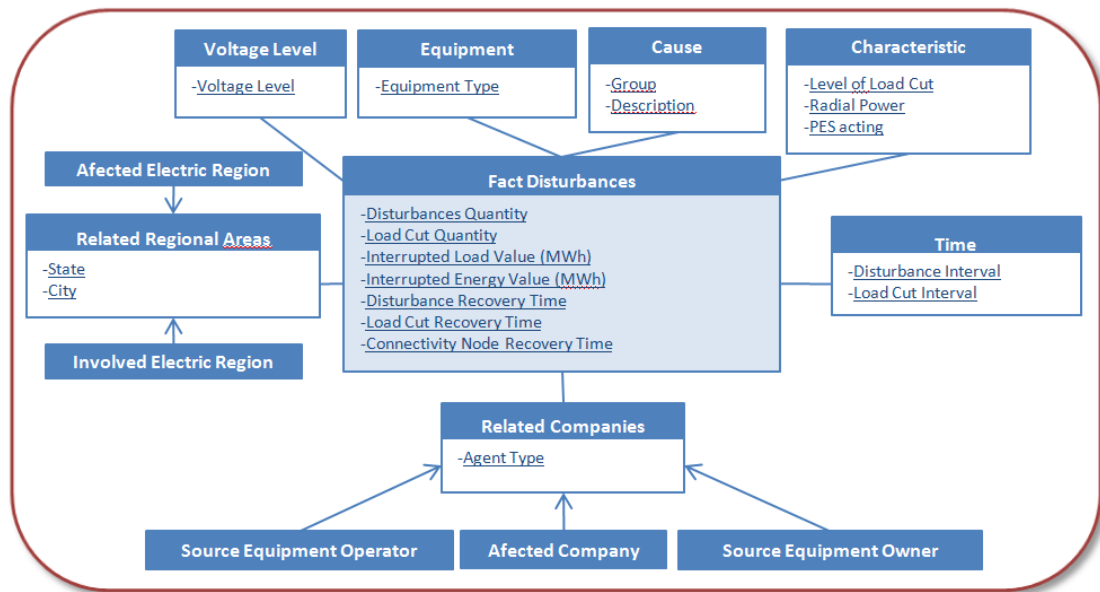 Voltage Level
-Voltage Level
Equipment
-Equipment Type
Cause
-Group
-Description
Characteristic
-Level of Load Cut
-Radial Power
-PES acting
Afected Electric Region
Related Regional Areas
-State
-City
Involved Electric Region
Fact Disturbances
-Disturbances Quantity
-Load Cut Quantity
-Interrupted Load Value (MWh)
-Interrupted Energy Value (MWh)
-Disturbance Recovery Time
-Load Cut Recovery Time
-Connectivity Node Recovery Time
Time
-Disturbance Interval
-Load Cut Interval
Related Companies
-Agent Type
Source Equipment Operator
Afected Company
Source Equipment Owner